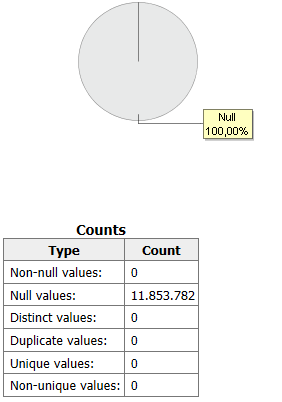 Null
100,00%
Counts
Type Count
Non-null values: 0
Null values: 11.853.782
Distinct values: 0
Duplicate values: 0
Unique values: 0
Non-unique values: 0